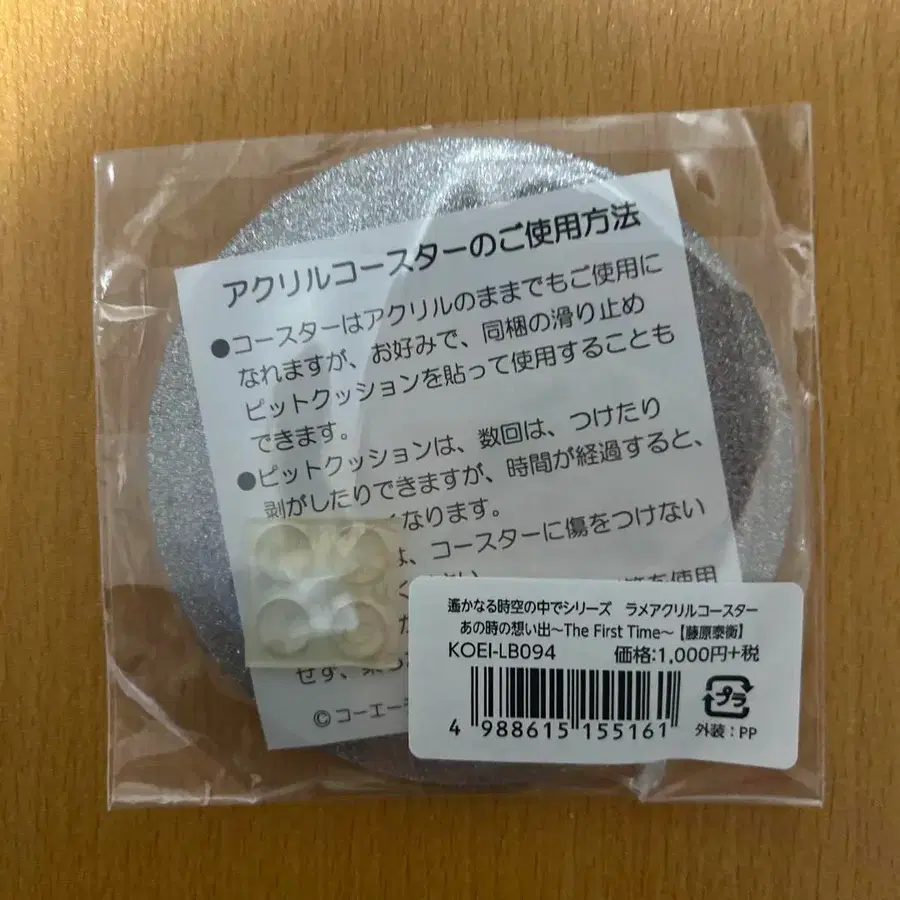 アクリルコースターのご使用方法
●コースターはアクリルのままでもご使用に
なれますが、お好みで、同梱の滑り止め
ピットクッションを貼って使用することも
できます。
●ピットクッションは、数回は、つけたり
剥がしたりできますが、時間が経過すると、
くなります。
は、コースターに傷をつけない
を使用
せず、
©コーエー
遙かなる時空の中でシリーズ ラメアクリルコースター
あの時の想い出～The First Time～【藤原泰衡】
KOEI-LB094 価格:1,000円+税
4 988615 155161
プラ
外装：PP